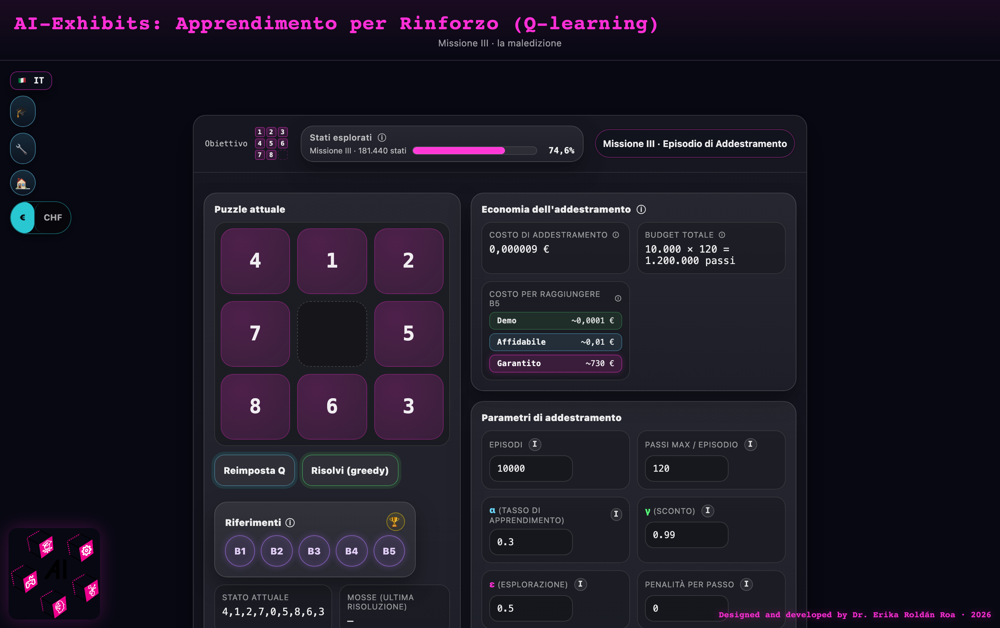 AI-Exhibits: Apprendimento per Rinforzo (Q-learning)
Missione III · la maledizione
IT
€ CHF
Obiettivo
1 2 3
4 5 6
7 8
Stati esplorati
Missione III · 181.440 stati 74,6%
Missione III · Episodio di Addestramento
Puzzle attuale
4 1 2
7 5
8 6 3
Reimposta Q
Risolvi (greedy)
Riferimenti
B1 B2 B3 B4 B5
STATO ATTUALE
4,1,2,7,0,5,8,6,3
MOSSE (ULTIMA
RISOLUZIONE)
—
Economia dell'addestramento
COSTO DI ADDESTRAMENTO
0,000009 €
BUDGET TOTALE
10.000 × 120 =
1.200.000 passi
COSTO PER RAGGIUNGERE
B5
Demo ~0,0001 €
Affidabile ~0,01 €
Garantito ~730 €
Parametri di addestramento
EPISODI I
10000
PASSI MAX / EPISODIO I
120
α (TASSO DI
APPRENDIMENTO) I
0.3
γ (SCONTO) I
0.99
ε (ESPLORAZIONE) I
0.5
PENALITÀ PER PASSO I
0
AI
Designed and developed by Dr. Erika Roldán Roa · 2026